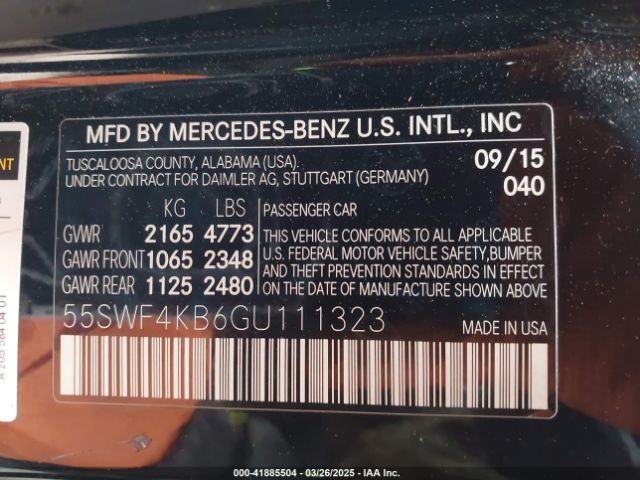 MFD BY MERCEDES-BENZ U.S. INTL., INC
TUSCALOOSA COUNTY, ALABAMA (USA). 09/15
UNDER CONTRACT FOR DAIMLER AG, STUTTGART (GERMANY) 040
KG LBS PASSENGER CAR
GVWR 2165 4773 THIS VEHICLE CONFORMS TO ALL APPLICABLE
GAWR FRONT 1065 2348 U.S. FEDERAL MOTOR VEHICLE SAFETY,BUMPER
GAWR REAR 1125 2480 AND THEFT PREVENTION STANDARDS IN EFFECT
ON THE DATE OF MANUFACTURE SHOWN ABOVE
55SWF4KB6GU111323 MADE IN USA
00-41885504 | 03/26/2025 - IAA Inc.